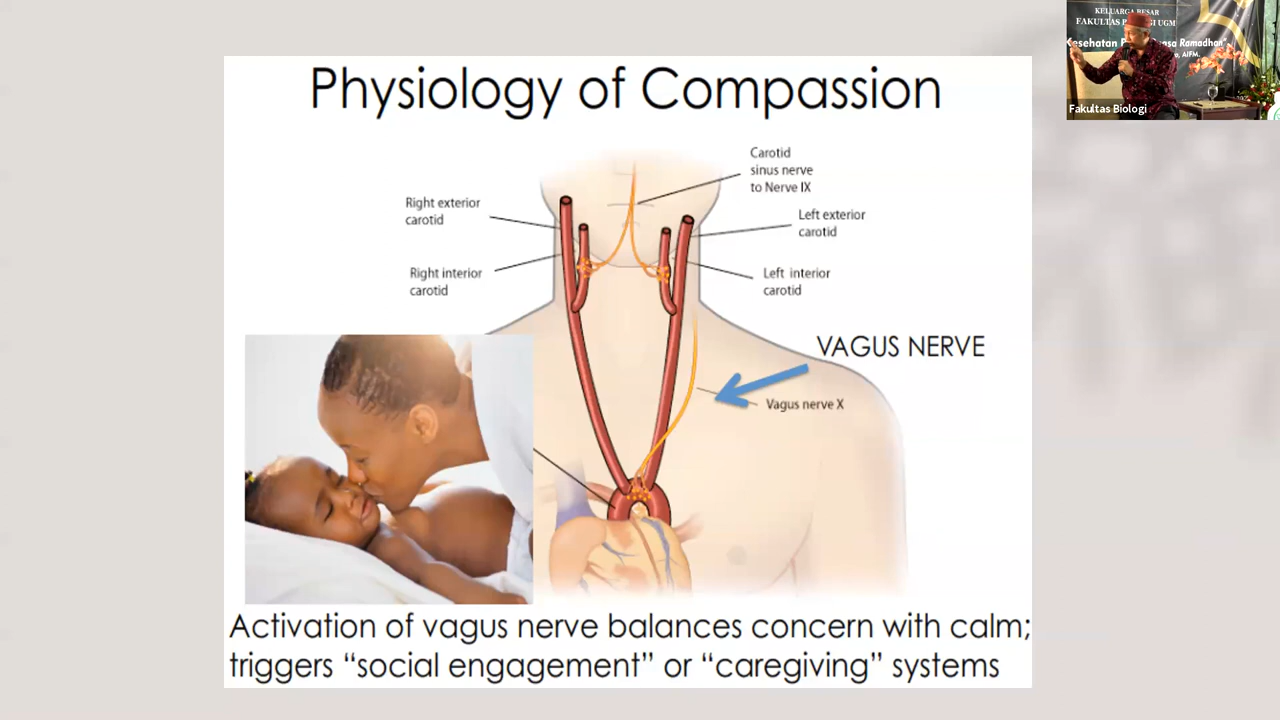 Physiology of Compassion
Carotid
sinus nerve
to Nerve IX
Right exterior
carotid
Left exterior
carotid
Right interior
carotid
Left interior
carotid
VAGUS NERVE
Vagus nerve X
Activation of vagus nerve balances concern with calm;
triggers “social engagement” or “caregiving” systems
KELUARGA BESAR
FAKULTAS UGM
Kesehatan Ramadhan"
AIFM.
Fakultas Biologi